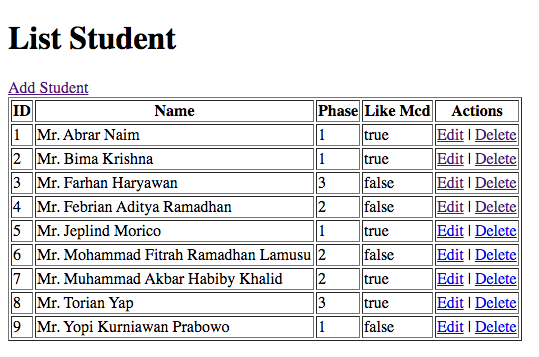 List Student
Add Student
ID Name Phase Like Mcd Actions
1 Mr. Abrar Naim 1 true Edit | Delete
2 Mr. Bima Krishna 1 true Edit | Delete
3 Mr. Farhan Haryawan 3 false Edit | Delete
4 Mr. Febrian Aditya Ramadhan 2 false Edit | Delete
5 Mr. Jeplind Morico 1 true Edit | Delete
6 Mr. Mohammad Fitrah Ramadhan Lamusu 2 false Edit | Delete
7 Mr. Muhammad Akbar Habiby Khalid 2 true Edit | Delete
8 Mr. Torian Yap 3 true Edit | Delete
9 Mr. Yopi Kurniawan Prabowo 1 false Edit | Delete